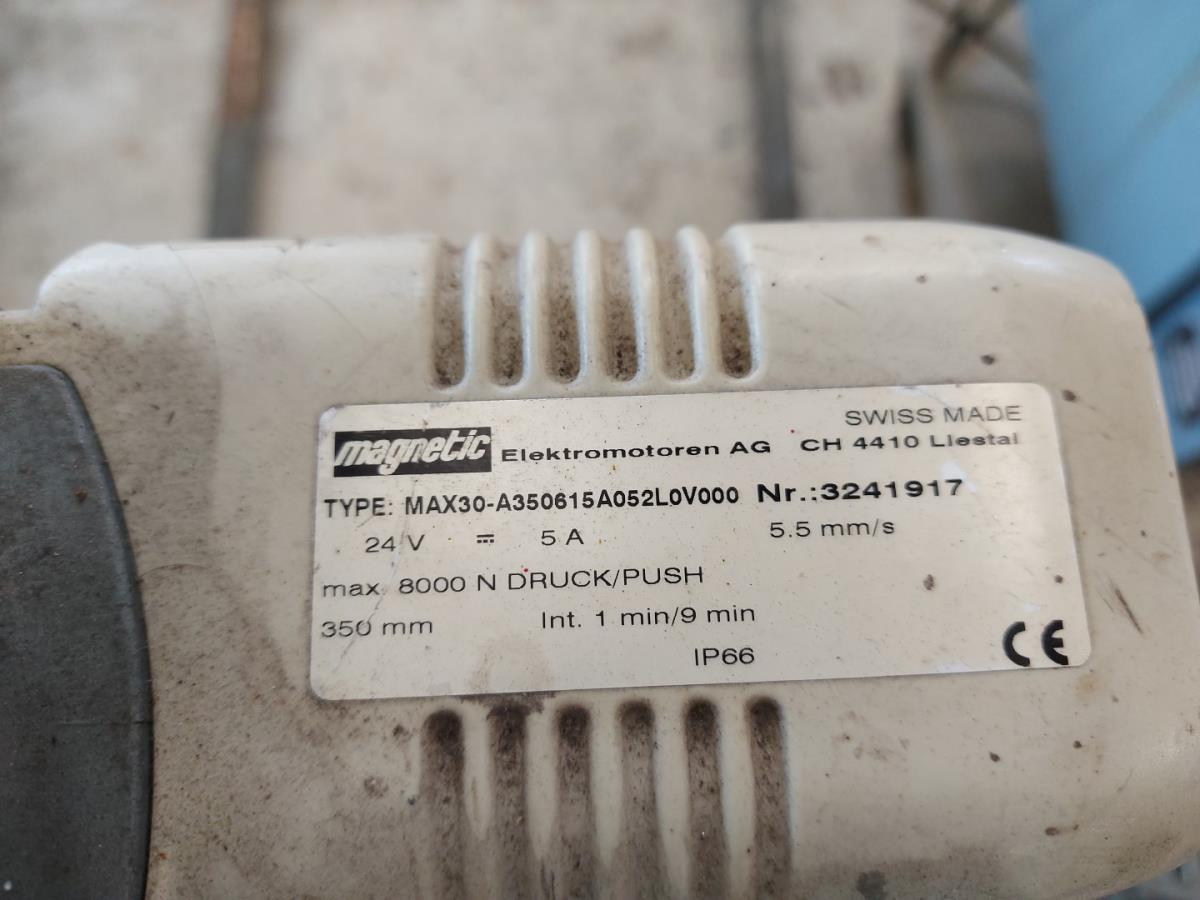 SWISS MADE
magnetic Elektromotoren AG CH 4410 Liestal
TYPE: MAX30-A350615A052L0V000 Nr.:3241917
24 V ⎓ 5 A 5.5 mm/s
max. 8000 N DRUCK/PUSH
350 mm Int. 1 min/9 min
IP66 CE